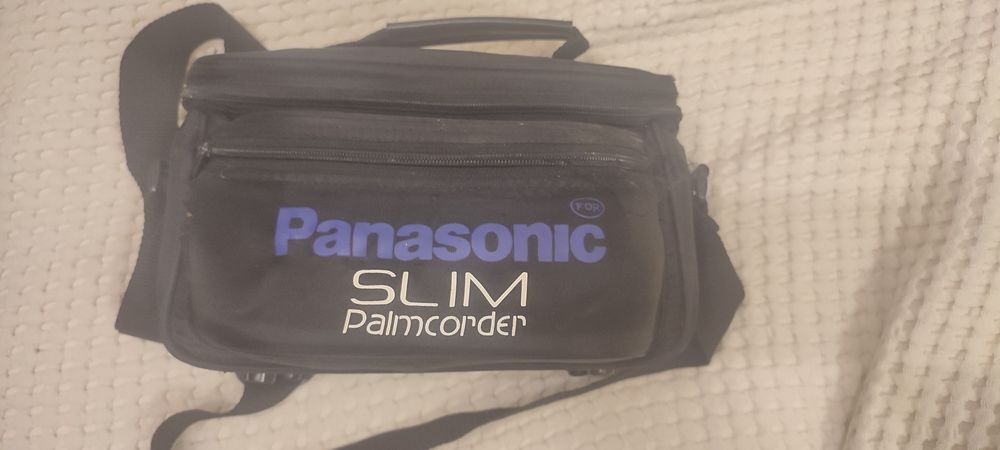 FOR
Panasonic
SLIM
Palmcorder